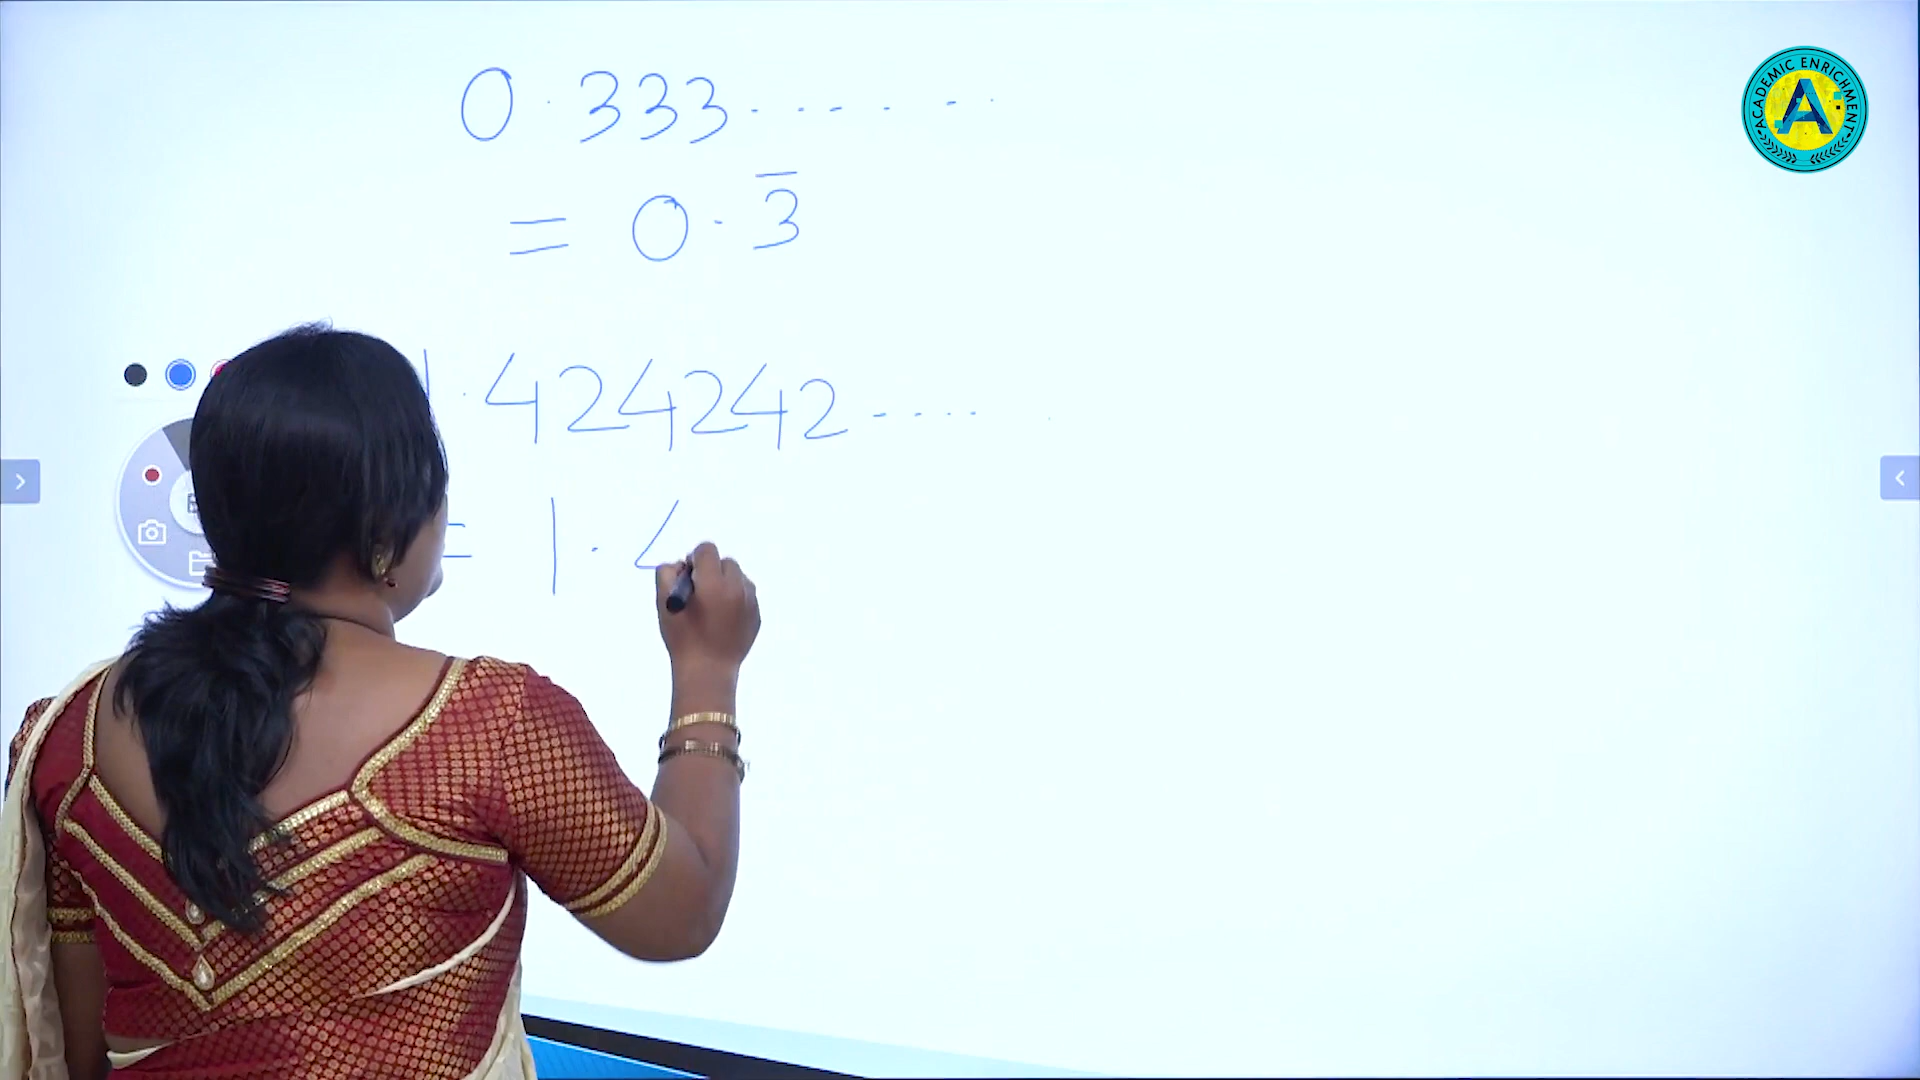 0.333.......
= 0.3̅
1.424242....
= 1.4
ACADEMIC ENRICHMENT
A